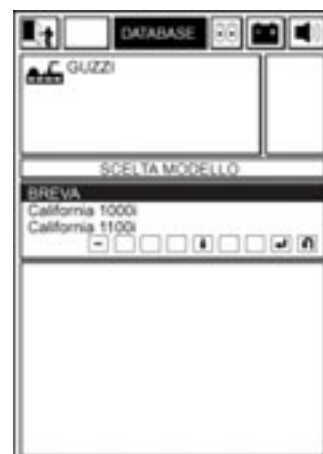 DATABASE
GUZZI
SCELTA MODELLO
BREVA
California 1000i
California 1100i